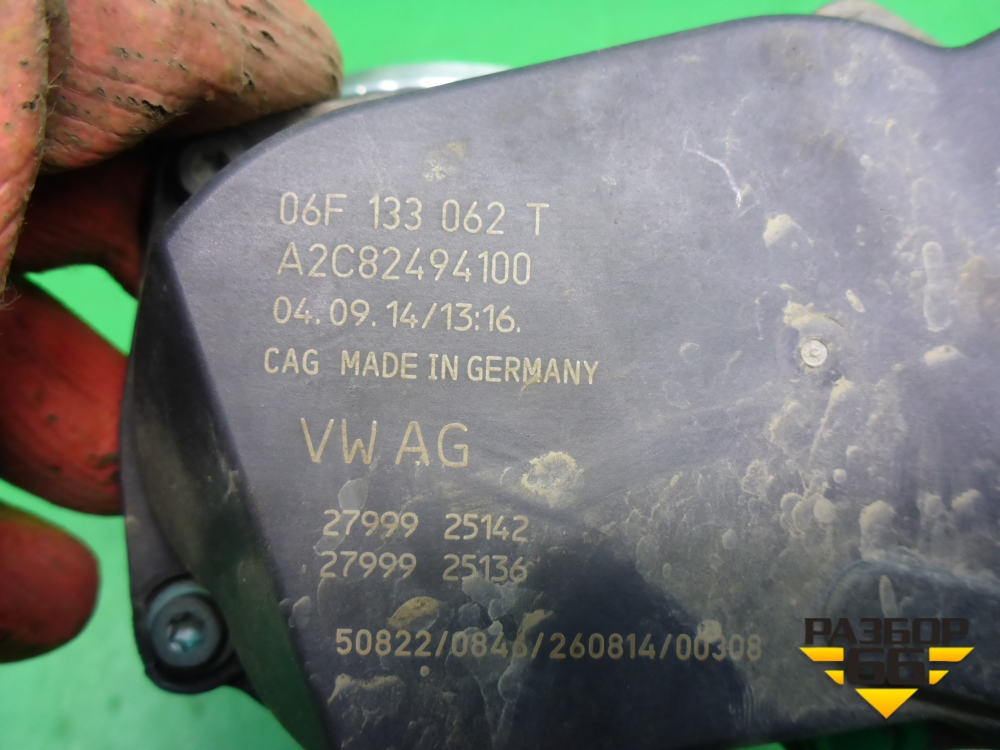 06F 133 062 T
A2C82494100
04.09.14/13:16.
CAG MADE IN GERMANY
VW AG
27999 25142
27999 25136
50822/0846/260814/00308
РАЗБОР
66